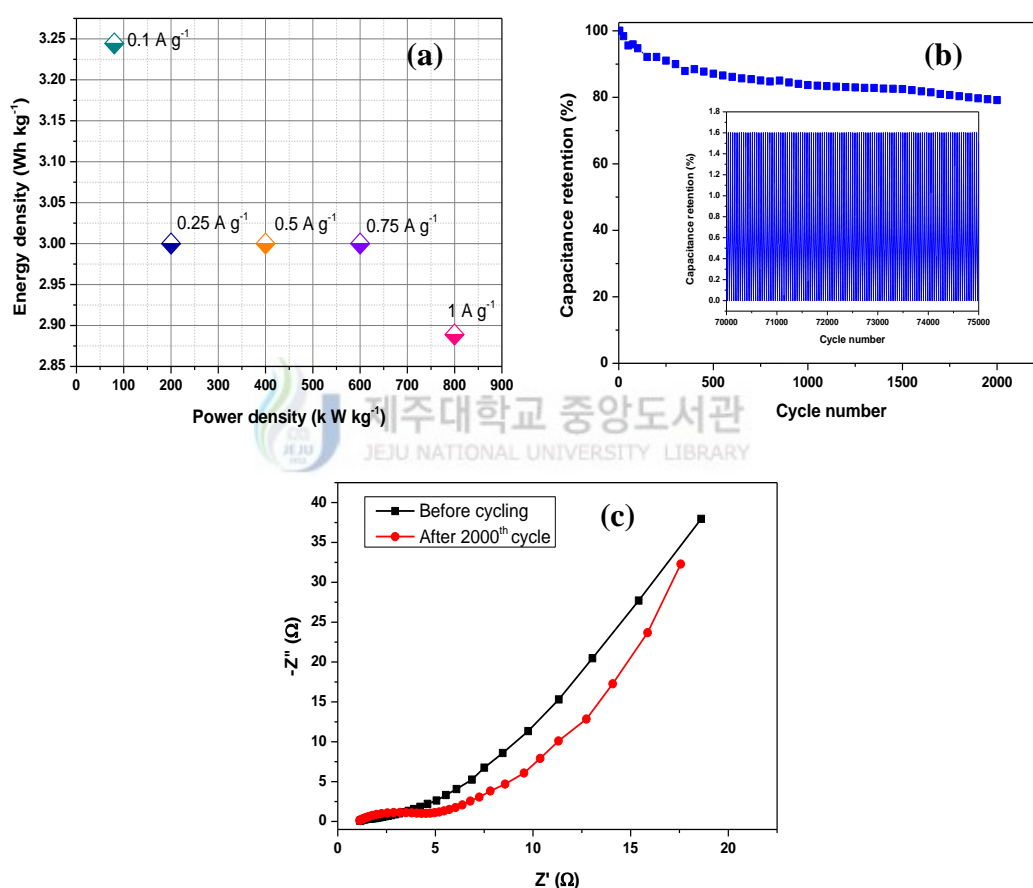 (a)
0.1 A g-1
0.25 A g-1
0.5 A g-1
0.75 A g-1
1 A g-1
3.25
3.20
3.15
3.10
3.05
3.00
2.95
2.90
2.85
Energy density (Wh kg-1)
0 100 200 300 400 500 600 700 800 900
Power density (k W kg-1)
(b)
100
80
60
40
20
0
Capacitance retention (%)
1.8
1.6
1.4
1.2
1.0
0.8
0.6
0.4
0.2
0.0
Capacitance retention (%)
70000 71000 72000 73000 74000 75000
Cycle number
0 500 1000 1500 2000
Cycle number
제주대학교 중앙도서관
JEJU NATIONAL UNIVERSITY LIBRARY
JEJU
1952
(c)
Before cycling
After 2000th cycle
40
35
30
25
20
15
10
5
0
-Z" (Ω)
0 5 10 15 20
Z' (Ω)